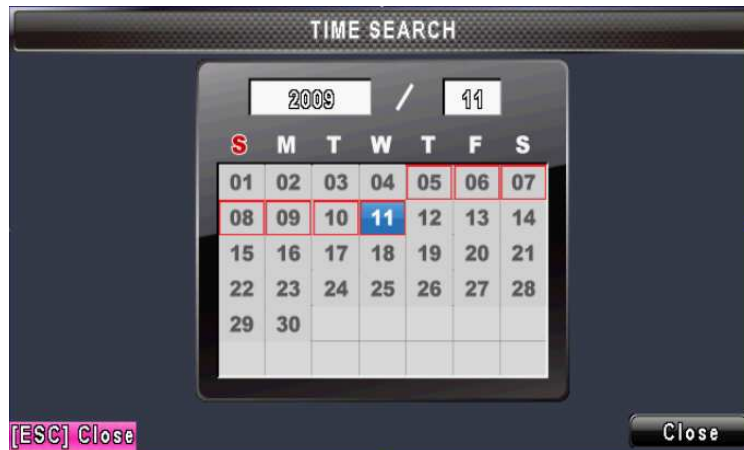 TIME SEARCH
2009 / 11
S M T W T F S
01 02 03 04 05 06 07
08 09 10 11 12 13 14
15 16 17 18 19 20 21
22 23 24 25 26 27 28
29 30
[ESC] Close Close